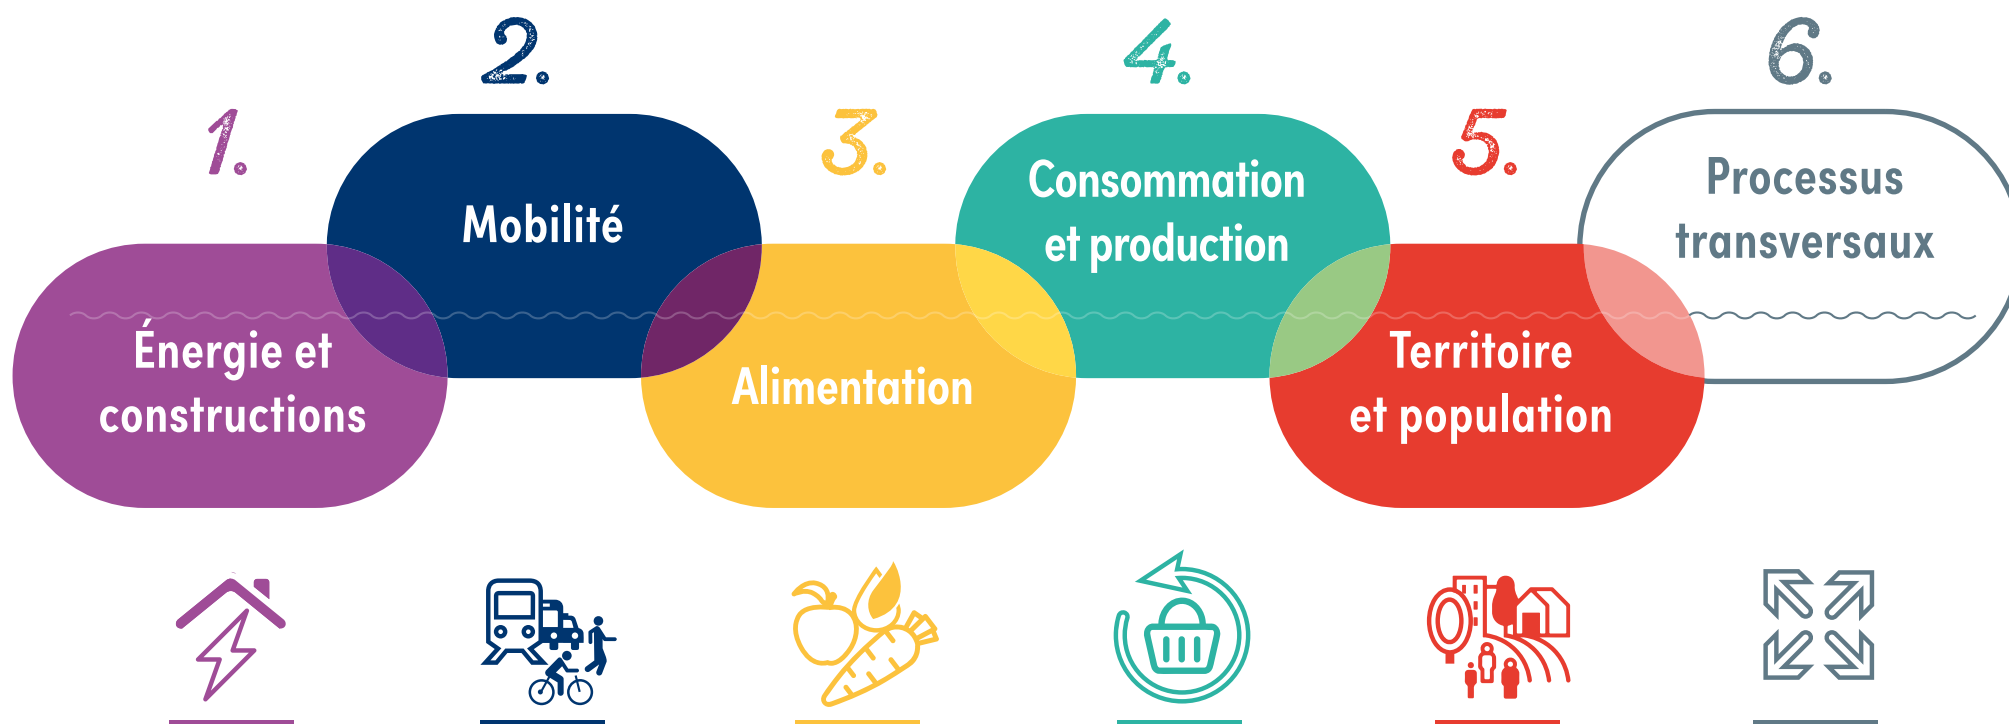 1.
Énergie et
constructions
2.
Mobilité
3.
Alimentation
4.
Consommation
et production
5.
Territoire
et population
6.
Processus
transversaux